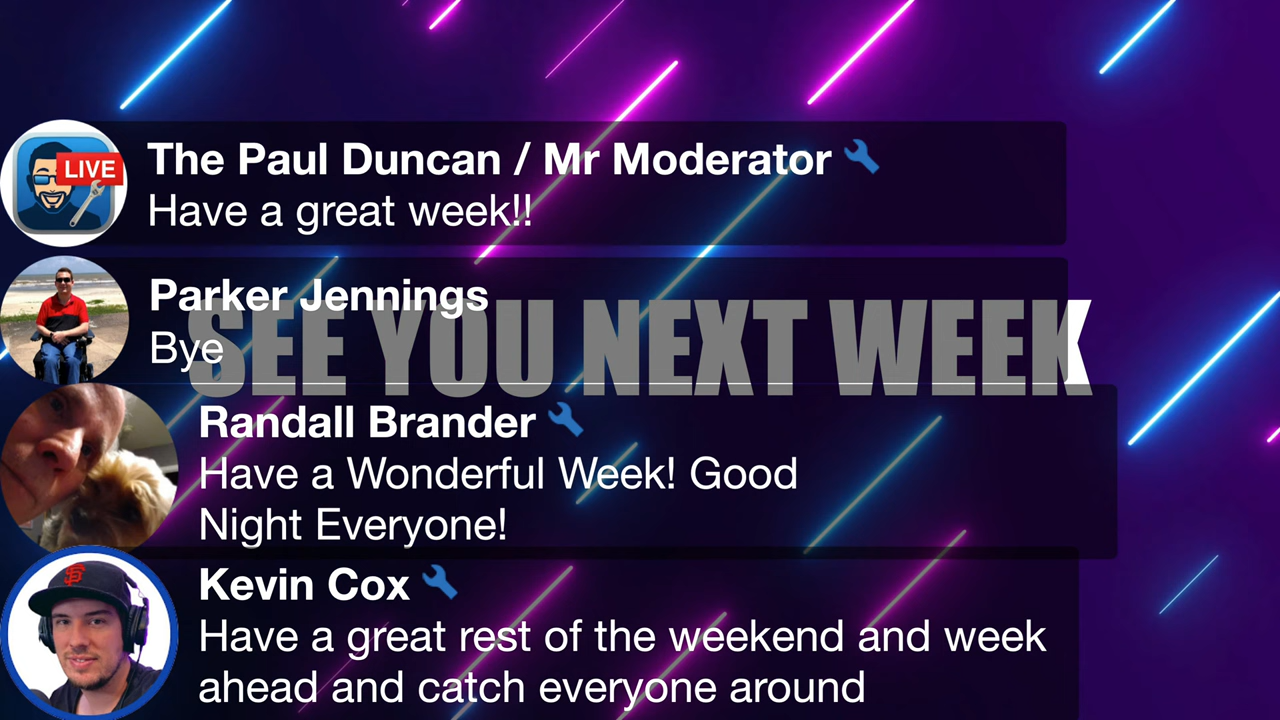 LIVE
The Paul Duncan / Mr Moderator
Have a great week!!
Parker Jennings
Bye
SEE YOU NEXT WEEK
Randall Brander
Have a Wonderful Week! Good
Night Everyone!
Kevin Cox
Have a great rest of the weekend and week
ahead and catch everyone around